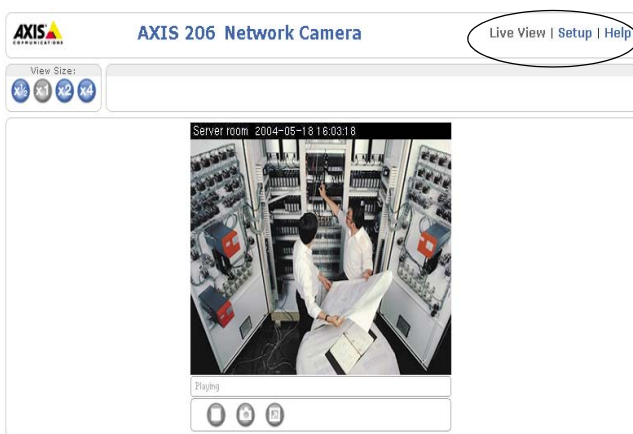 AXIS
COMMUNICATIONS
AXIS 206 Network Camera
Live View | Setup | Help
View Size:
x½ x1 x2 x4
Server room 2004-05-18 16:03:18
Playing